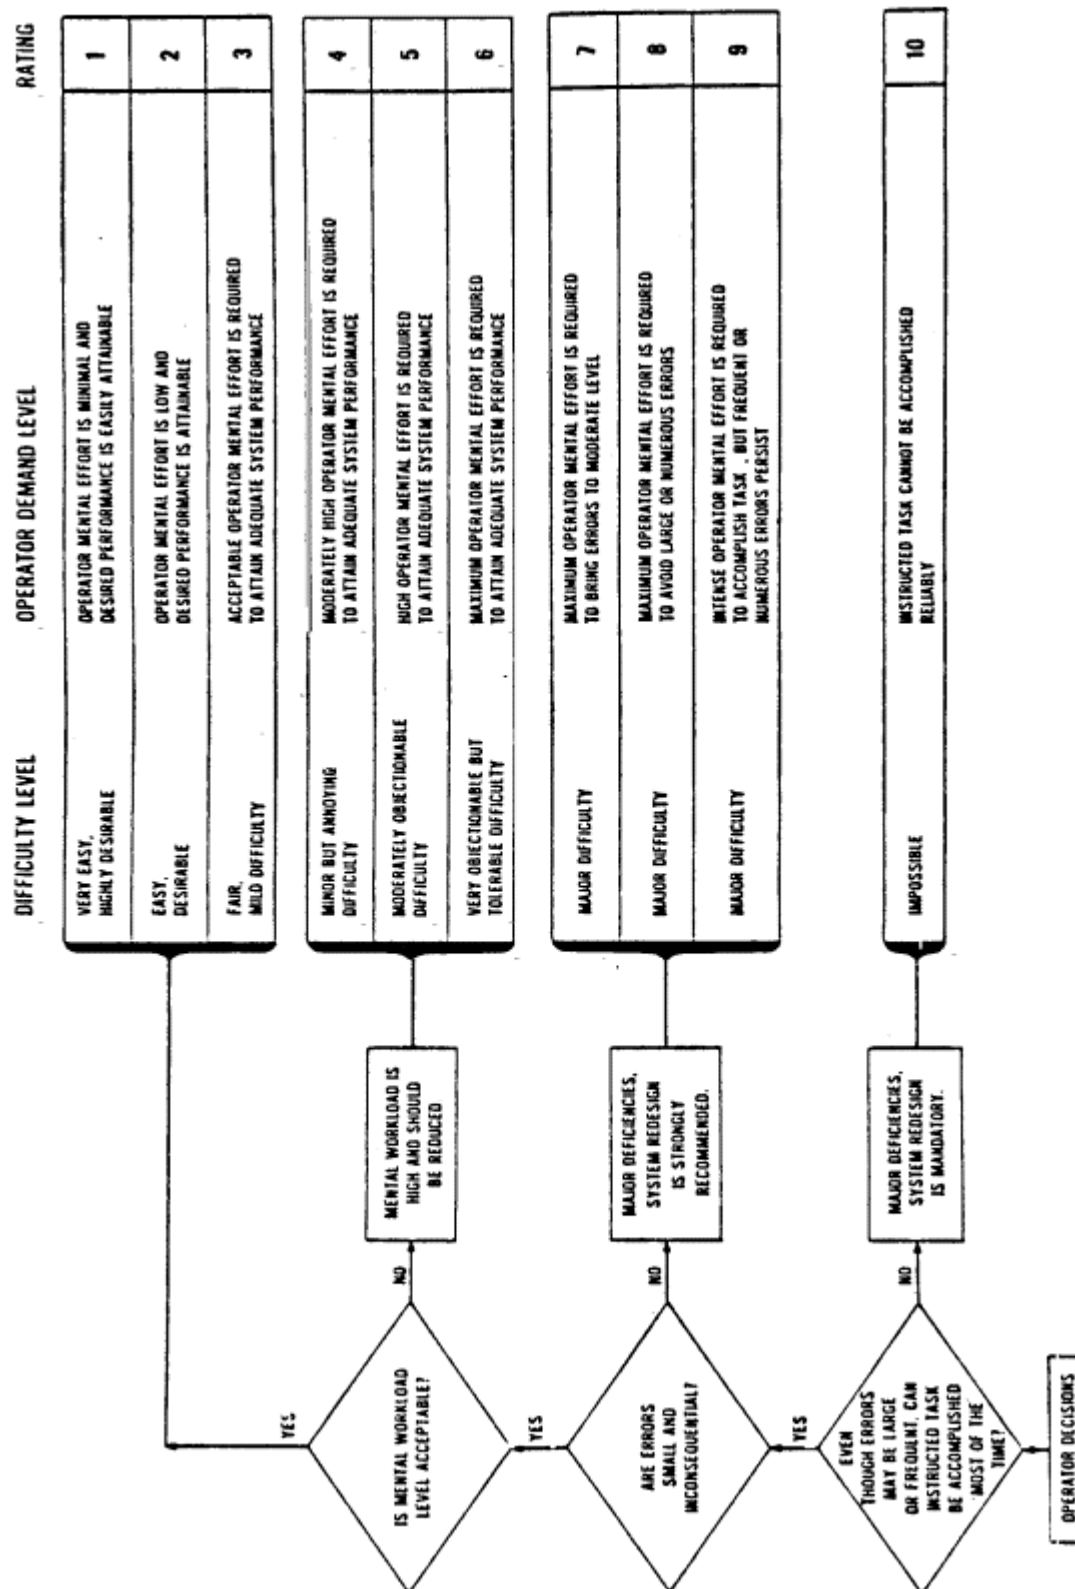 DIFFICULTY LEVEL
OPERATOR DEMAND LEVEL
RATING
VERY EASY,
HIGHLY DESIRABLE
OPERATOR MENTAL EFFORT IS MINIMAL AND
DESIRED PERFORMANCE IS EASILY ATTAINABLE
1
EASY,
DESIRABLE
OPERATOR MENTAL EFFORT IS LOW AND
DESIRED PERFORMANCE IS ATTAINABLE
2
FAIR,
MILD DIFFICULTY
ACCEPTABLE OPERATOR MENTAL EFFORT IS REQUIRED
TO ATTAIN ADEQUATE SYSTEM PERFORMANCE
3
YES
IS MENTAL WORKLOAD
LEVEL ACCEPTABLE?
NO
MENTAL WORKLOAD IS
HIGH AND SHOULD
BE REDUCED
MINOR BUT ANNOYING
DIFFICULTY
MODERATELY HIGH OPERATOR MENTAL EFFORT IS REQUIRED
TO ATTAIN ADEQUATE SYSTEM PERFORMANCE
4
MODERATELY OBJECTIONABLE
DIFFICULTY
HIGH OPERATOR MENTAL EFFORT IS REQUIRED
TO ATTAIN ADEQUATE SYSTEM PERFORMANCE
5
VERY OBJECTIONABLE BUT
TOLERABLE DIFFICULTY
MAXIMUM OPERATOR MENTAL EFFORT IS REQUIRED
TO ATTAIN ADEQUATE SYSTEM PERFORMANCE
6
YES
ARE ERRORS
SMALL AND
INCONSEQUENTIAL?
NO
MAJOR DEFICIENCIES,
SYSTEM REDESIGN
IS STRONGLY
RECOMMENDED.
MAJOR DIFFICULTY
MAXIMUM OPERATOR MENTAL EFFORT IS REQUIRED
TO BRING ERRORS TO MODERATE LEVEL
7
MAJOR DIFFICULTY
MAXIMUM OPERATOR MENTAL EFFORT IS REQUIRED
TO AVOID LARGE OR NUMEROUS ERRORS
8
MAJOR DIFFICULTY
INTENSE OPERATOR MENTAL EFFORT IS REQUIRED
TO ACCOMPLISH TASK , BUT FREQUENT OR
NUMEROUS ERRORS PERSIST
9
YES
EVEN
THOUGH ERRORS
MAY BE LARGE
OR FREQUENT, CAN
INSTRUCTED TASK
BE ACCOMPLISHED
MOST OF THE
TIME?
NO
MAJOR DEFICIENCIES,
SYSTEM REDESIGN
IS MANDATORY.
IMPOSSIBLE
INSTRUCTED TASK CANNOT BE ACCOMPLISHED
RELIABLY
10
OPERATOR DECISIONS